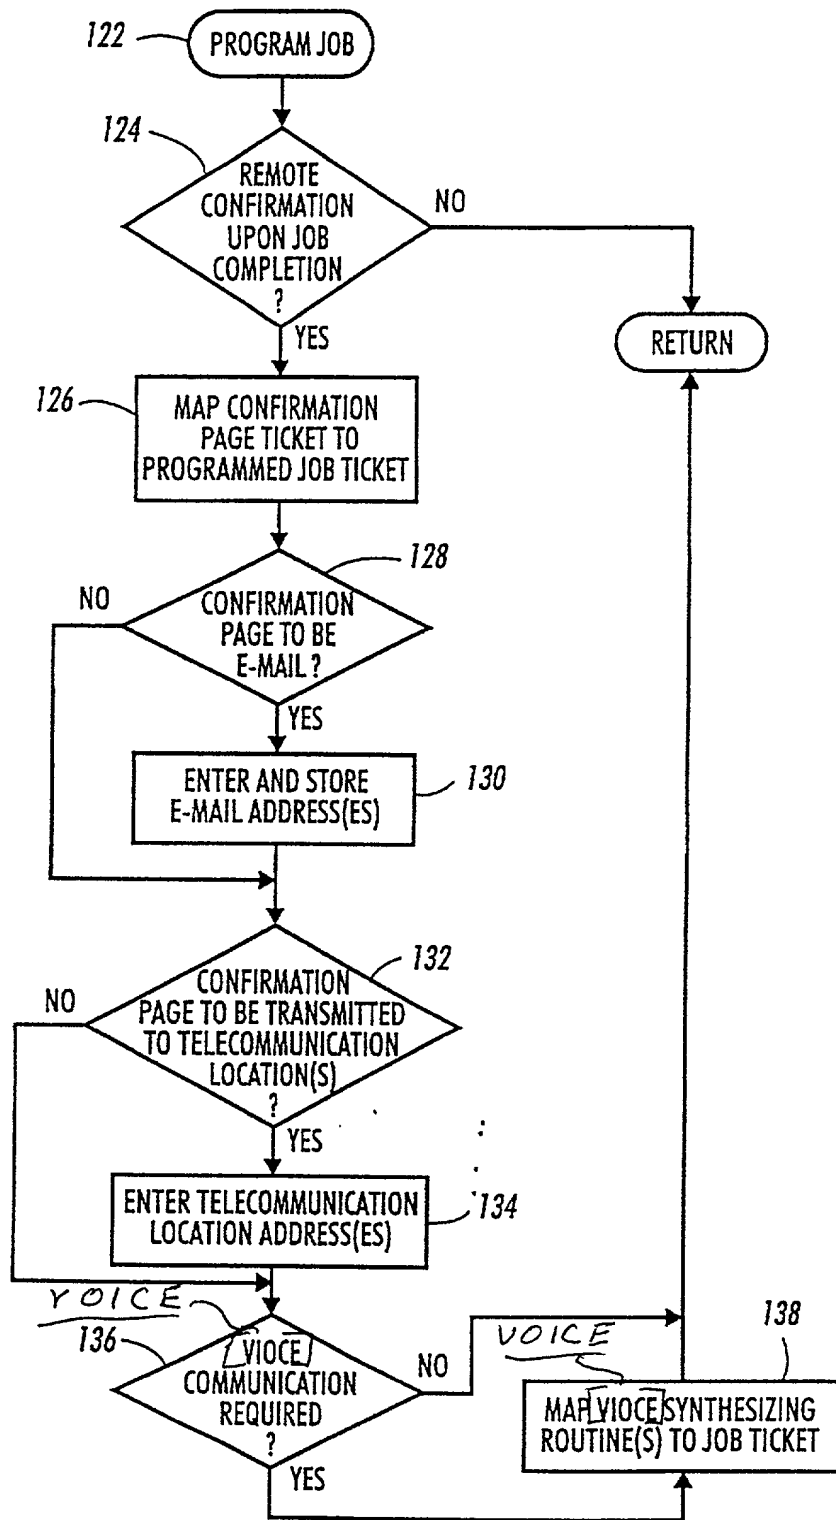 122
PROGRAM JOB
124
REMOTE
CONFIRMATION
UPON JOB
COMPLETION
?
NO
YES
RETURN
126
MAP CONFIRMATION
PAGE TICKET TO
PROGRAMMED JOB TICKET
128
NO
CONFIRMATION
PAGE TO BE
E-MAIL ?
YES
ENTER AND STORE
E-MAIL ADDRESS(ES)
130
132
NO
CONFIRMATION
PAGE TO BE TRANSMITTED
TO TELECOMMUNICATION
LOCATION(S)
?
YES
ENTER TELECOMMUNICATION
LOCATION ADDRESS(ES)
134
VOICE
136
[VIOCE]
COMMUNICATION
REQUIRED
?
NO
YES
VOICE
138
MAP [VIOCE] SYNTHESIZING
ROUTINE(S) TO JOB TICKET